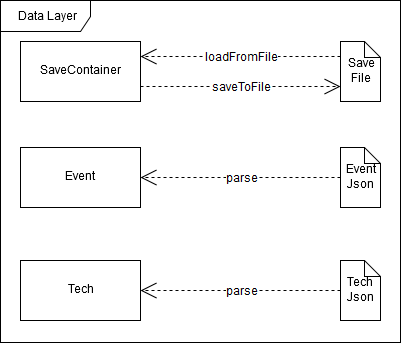 Data Layer
SaveContainer
loadFromFile
saveToFile
Save
File
Event
parse
Event
Json
Tech
parse
Tech
Json